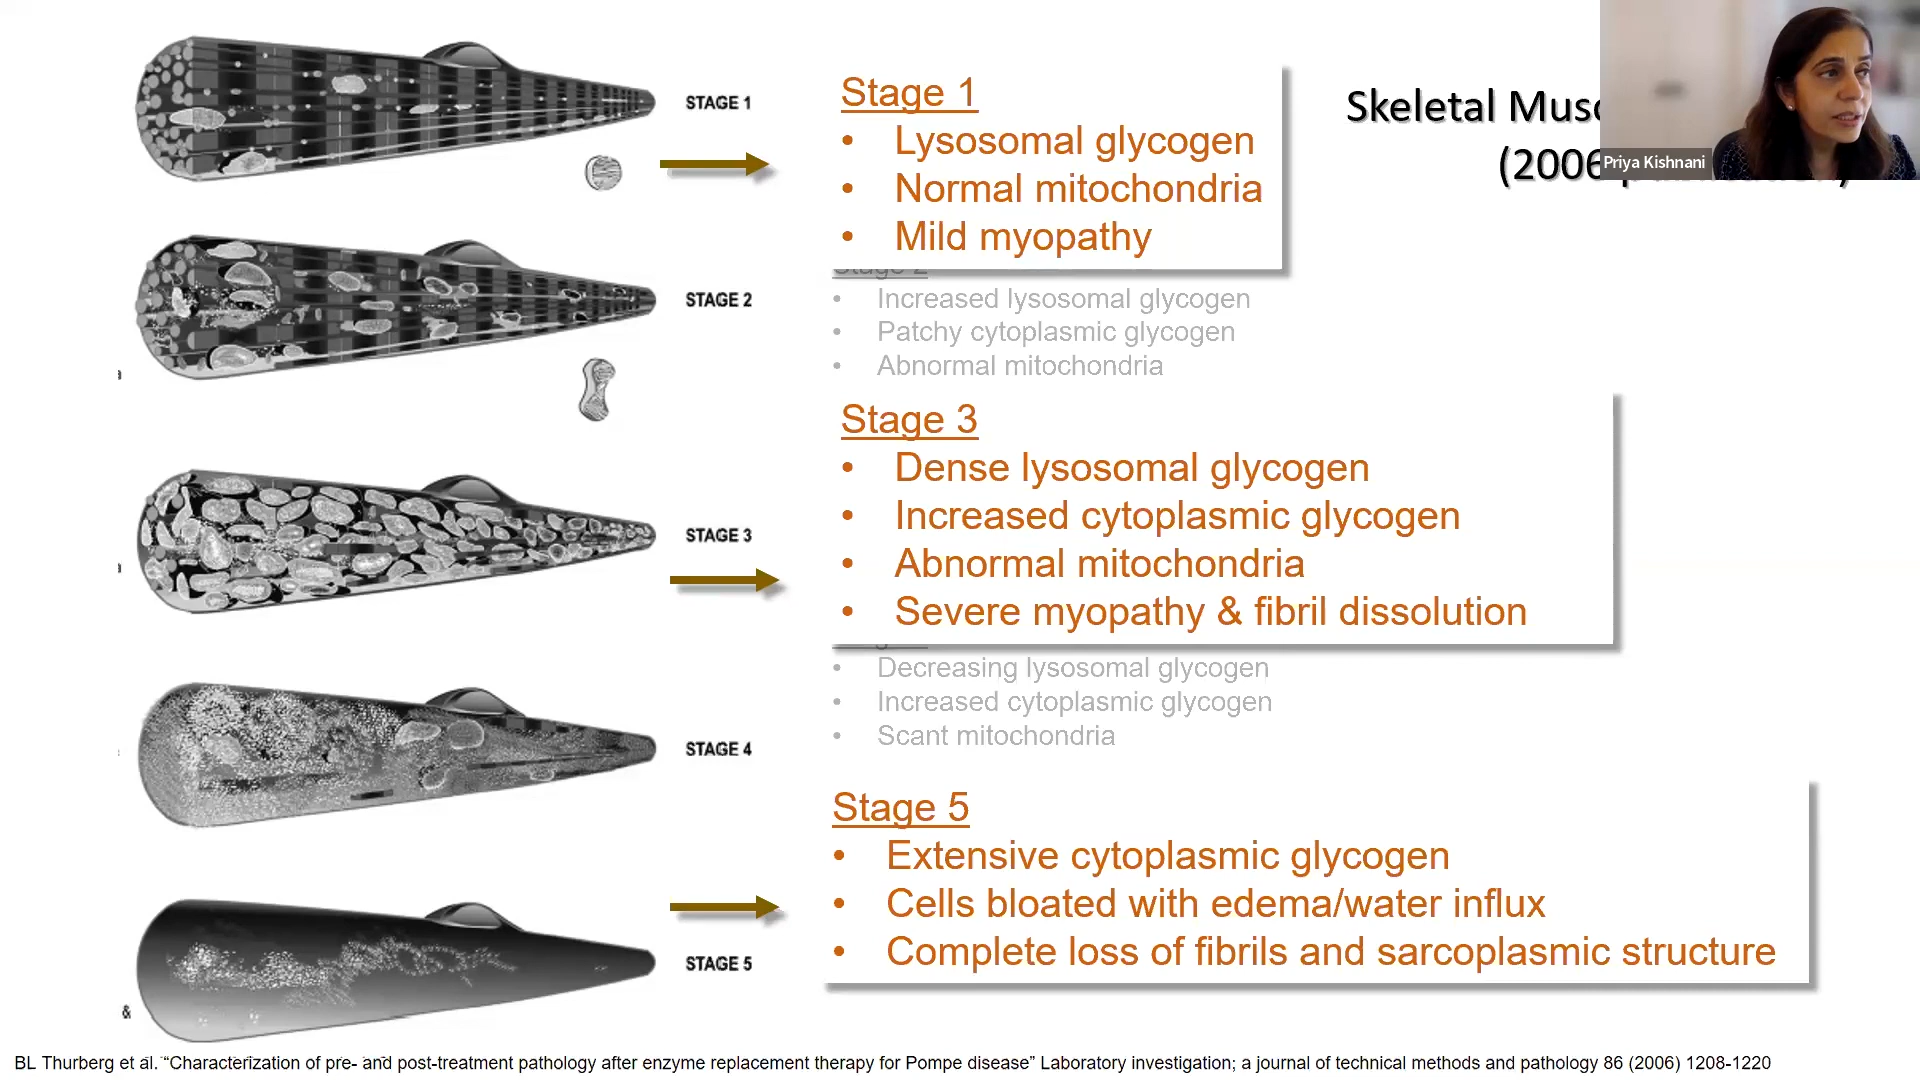 STAGE 1
Stage 1
• Lysosomal glycogen
• Normal mitochondria
• Mild myopathy
Skeletal
(2006
Priya Kishnani
STAGE 2
Stage 2
• Increased lysosomal glycogen
• Patchy cytoplasmic glycogen
• Abnormal mitochondria
STAGE 3
Stage 3
• Dense lysosomal glycogen
• Increased cytoplasmic glycogen
• Abnormal mitochondria
• Severe myopathy & fibril dissolution
STAGE 4
• Decreasing lysosomal glycogen
• Increased cytoplasmic glycogen
• Scant mitochondria
STAGE 5
Stage 5
• Extensive cytoplasmic glycogen
• Cells bloated with edema/water influx
• Complete loss of fibrils and sarcoplasmic structure
&
BL Thurberg et al. “Characterization of pre- and post-treatment pathology after enzyme replacement therapy for Pompe disease” Laboratory investigation; a journal of technical methods and pathology 86 (2006) 1208-1220